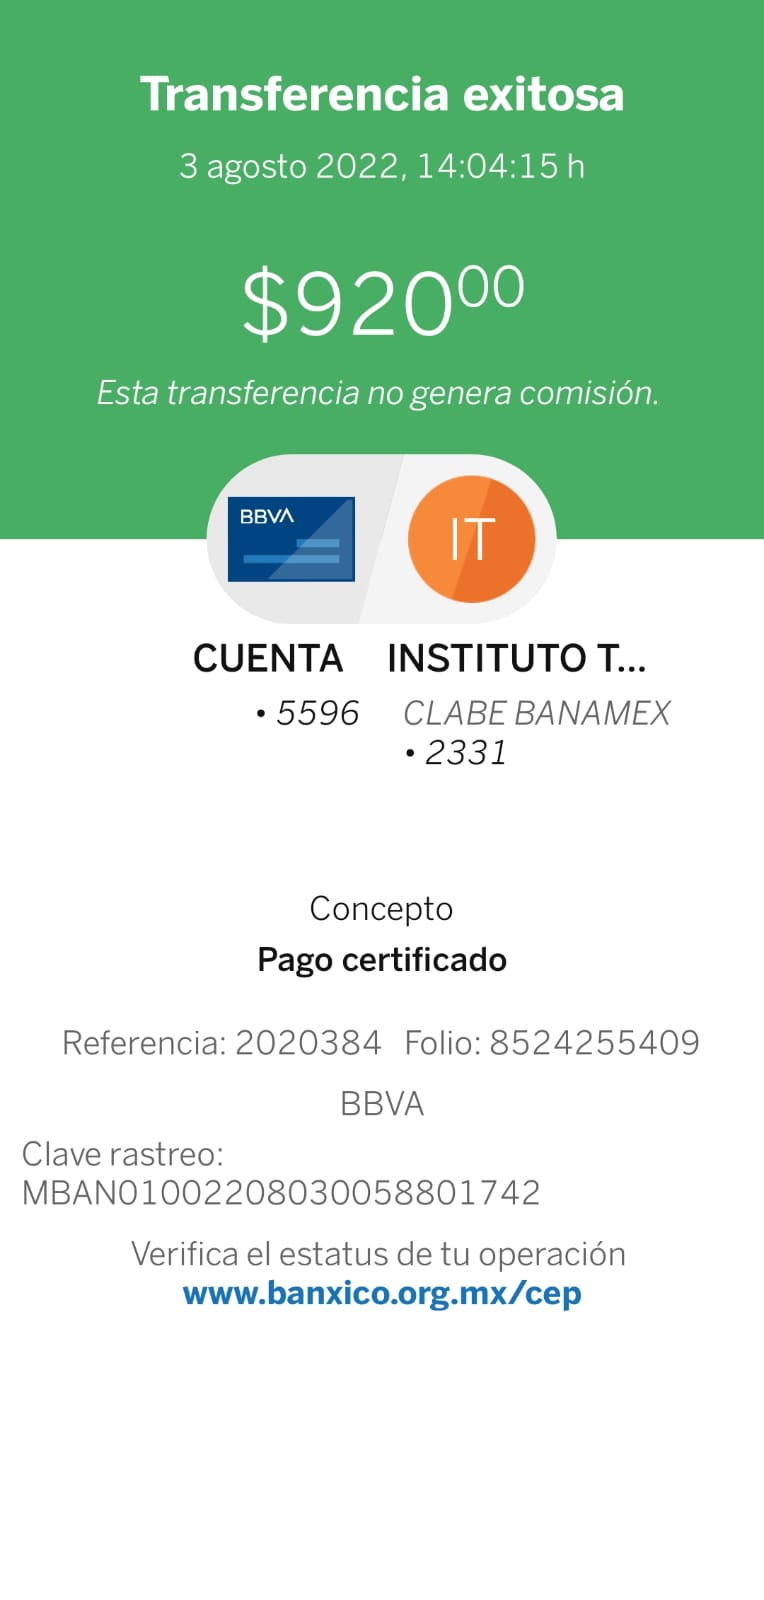 Transferencia exitosa
3 agosto 2022, 14:04:15 h
$920⁰⁰
Esta transferencia no genera comisión.
BBVA
IT
CUENTA
• 5596
INSTITUTO T...
CLABE BANAMEX
• 2331
Concepto
Pago certificado
Referencia: 2020384 Folio: 8524255409
BBVA
Clave rastreo:
MBAN01002208030058801742
Verifica el estatus de tu operación
www.banxico.org.mx/cep